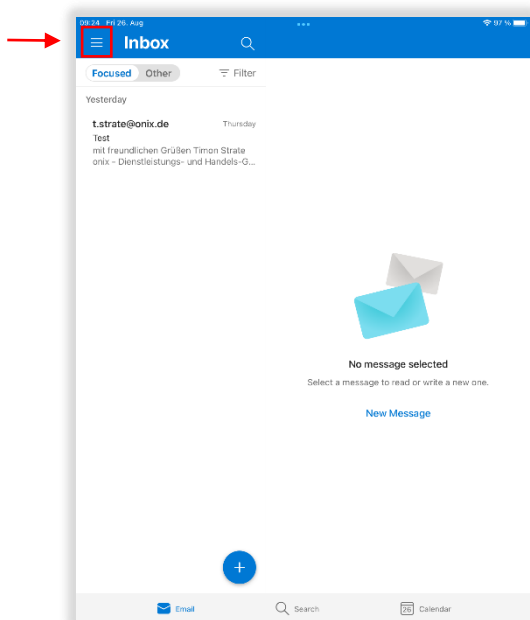 09:24 Fri 26. Aug
97 %
Inbox
Focused Other Filter
Yesterday
t.strate@onix.de Thursday
Test
mit freundlichen Grüßen Timon Strate
onix - Dienstleistungs- und Handels-G...
No message selected
Select a message to read or write a new one.
New Message
Email Search 26 Calendar